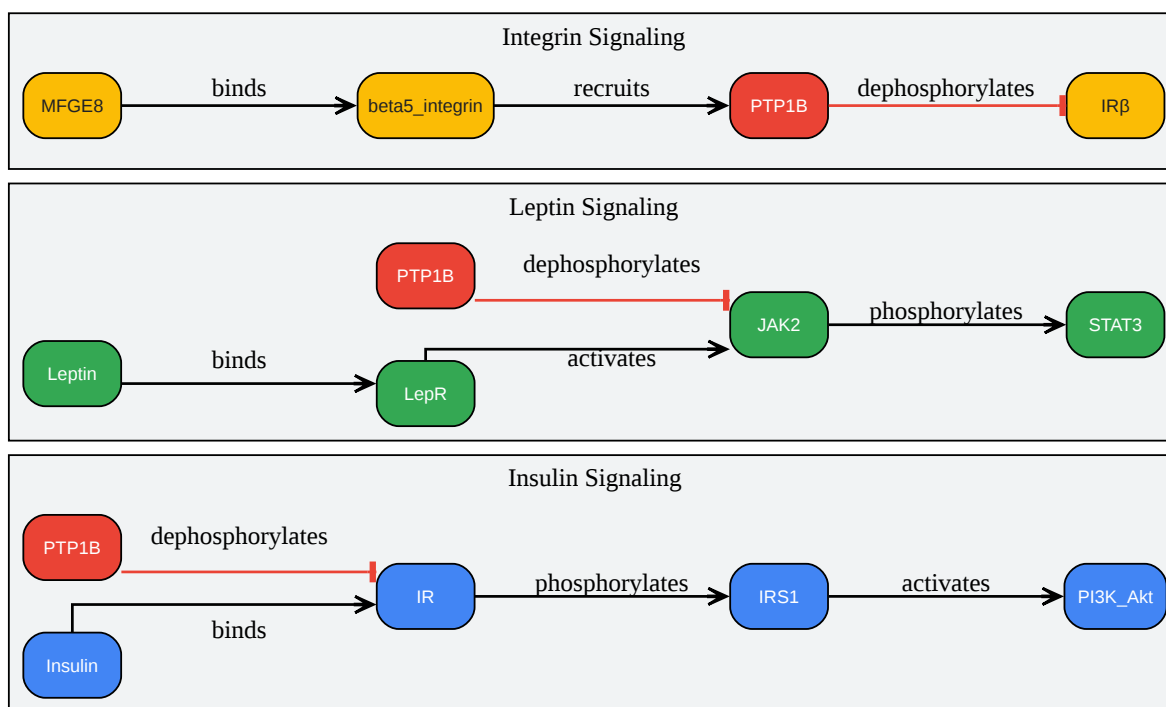 Integrin Signaling
MFGE8
binds
beta5_integrin
recruits
PTP1B
dephosphorylates
IRβ
Leptin Signaling
PTP1B
dephosphorylates
JAK2
phosphorylates
STAT3
Leptin
binds
LepR
activates
Insulin Signaling
PTP1B
dephosphorylates
IR
phosphorylates
IRS1
activates
PI3K_Akt
binds
Insulin